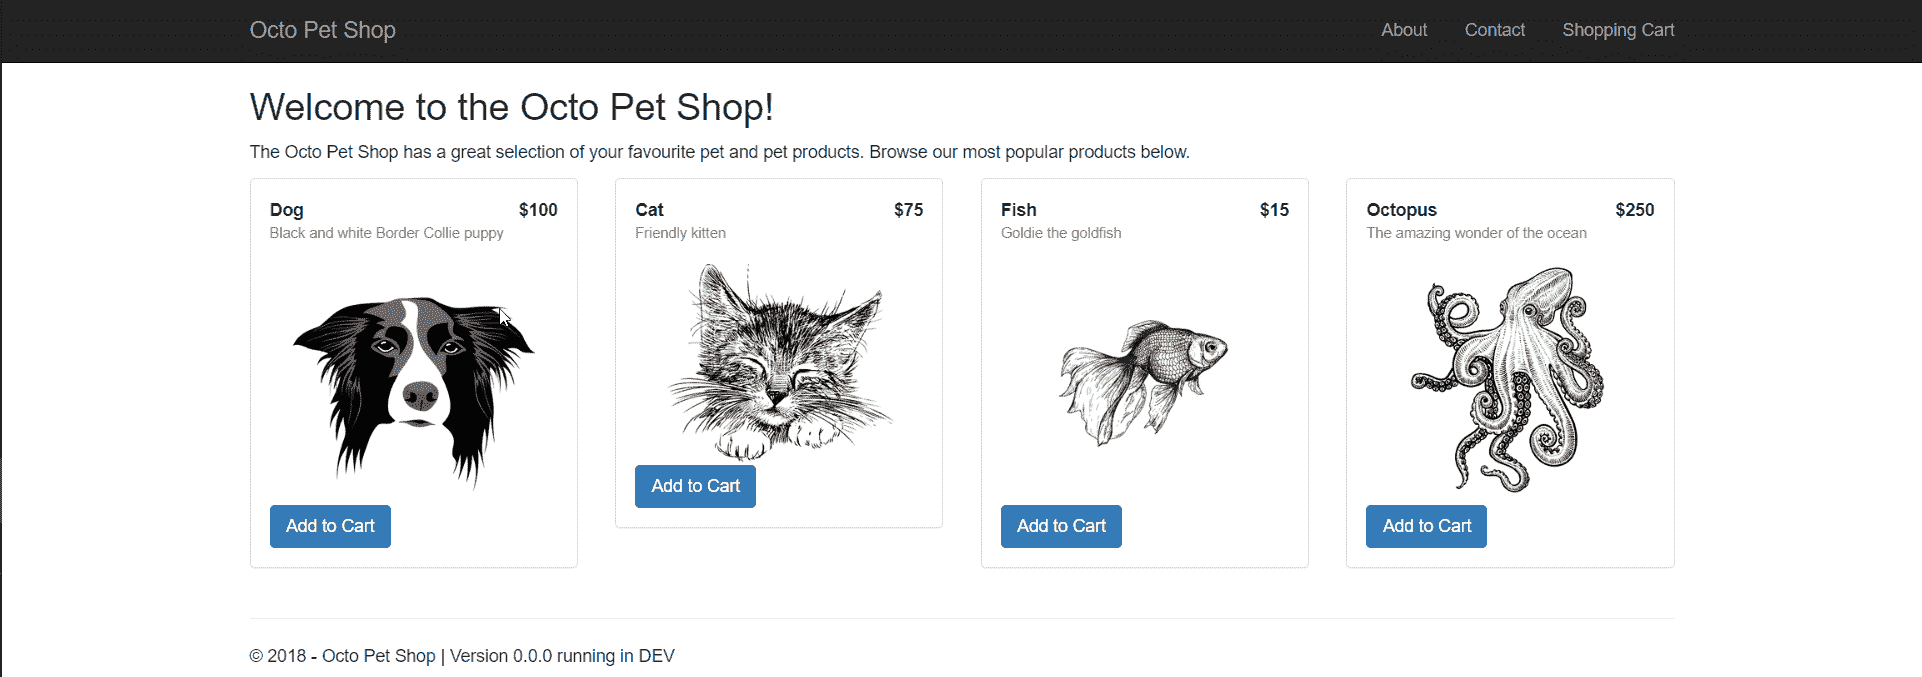 Octo Pet Shop
About
Contact
Shopping Cart
Welcome to the Octo Pet Shop!
The Octo Pet Shop has a great selection of your favourite pet and pet products. Browse our most popular products below.
Dog $100
Black and white Border Collie puppy
Add to Cart
Cat $75
Friendly kitten
Add to Cart
Fish $15
Goldie the goldfish
Add to Cart
Octopus $250
The amazing wonder of the ocean
Add to Cart
© 2018 - Octo Pet Shop | Version 0.0.0 running in DEV